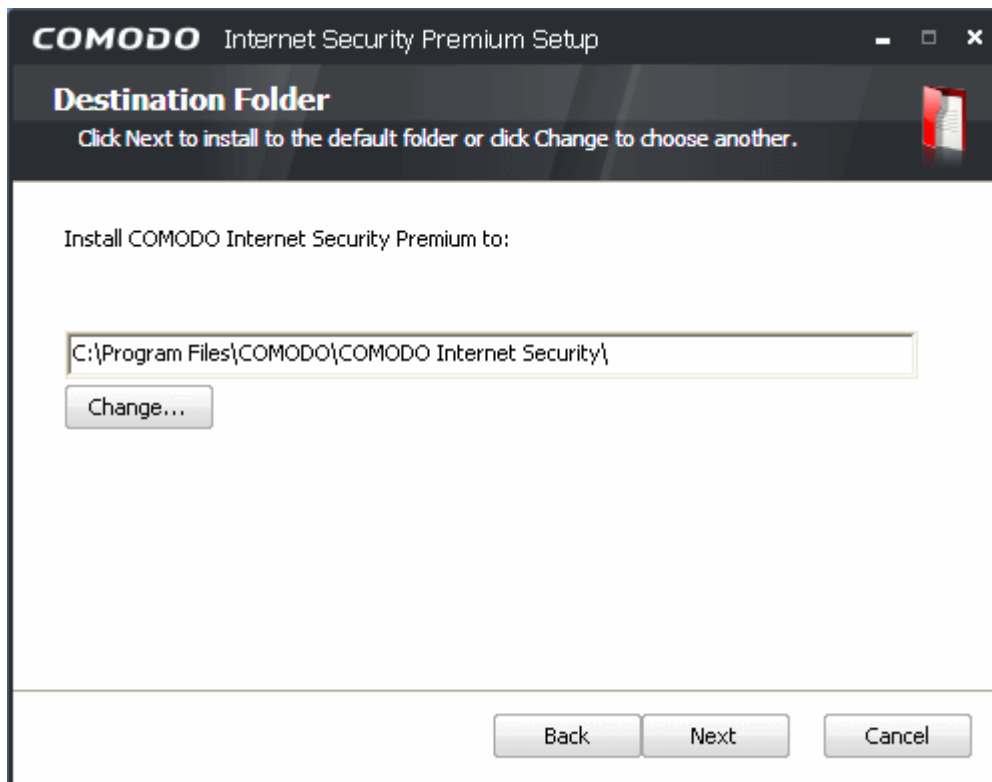 COMODO Internet Security Premium Setup
Destination Folder
Click Next to install to the default folder or click Change to choose another.
Install COMODO Internet Security Premium to:
C:\Program Files\COMODO\COMODO Internet Security\
Change...
Back Next Cancel